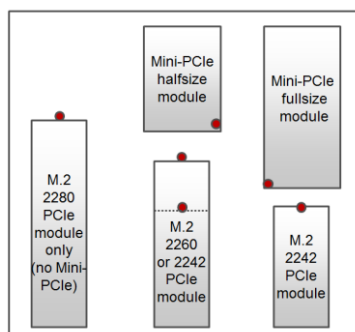 Mini-PCIe
halfsize
module
Mini-PCIe
fullsize
module
M.2
2280
PCIe
module
only
(no Mini-
PCIe)
M.2
2260
or 2242
PCIe
module
M.2
2242
PCIe
module